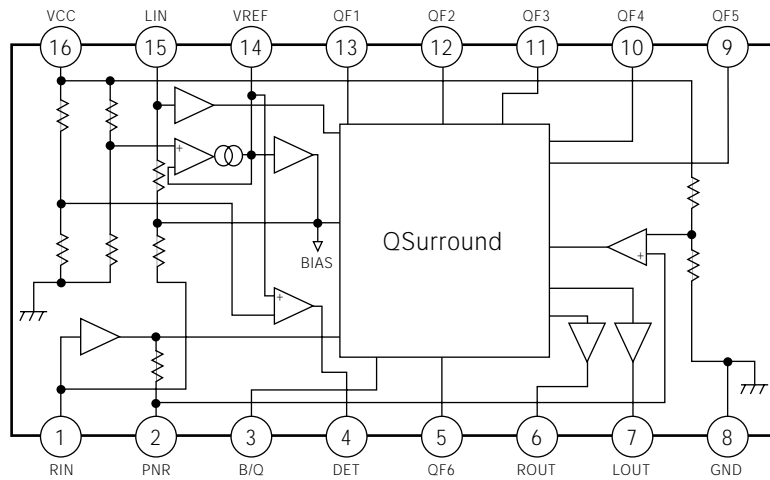 VCC LIN VREF QF1 QF2 QF3 QF4 QF5
16 15 14 13 12 11 10 9
+
QSurround
BIAS
+
+
1 2 3 4 5 6 7 8
RIN PNR B/Q DET QF6 ROUT LOUT GND